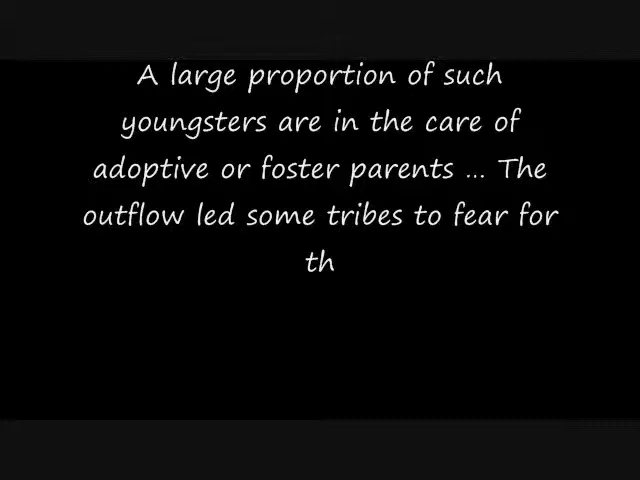 A large proportion of such
youngsters are in the care of
adoptive or foster parents ... The
outflow led some tribes to fear for
th